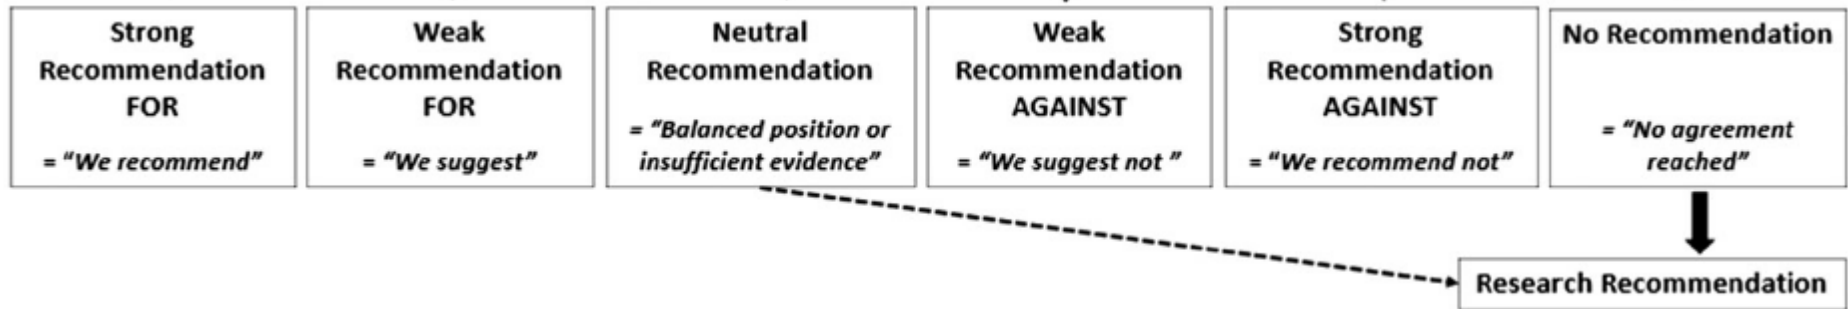 Strong
Recommendation
FOR
= “We recommend”
Weak
Recommendation
FOR
= “We suggest”
Neutral
Recommendation
= “Balanced position or
insufficient evidence”
Weak
Recommendation
AGAINST
= “We suggest not ”
Strong
Recommendation
AGAINST
= “We recommend not”
No Recommendation
= “No agreement
reached”
Research Recommendation